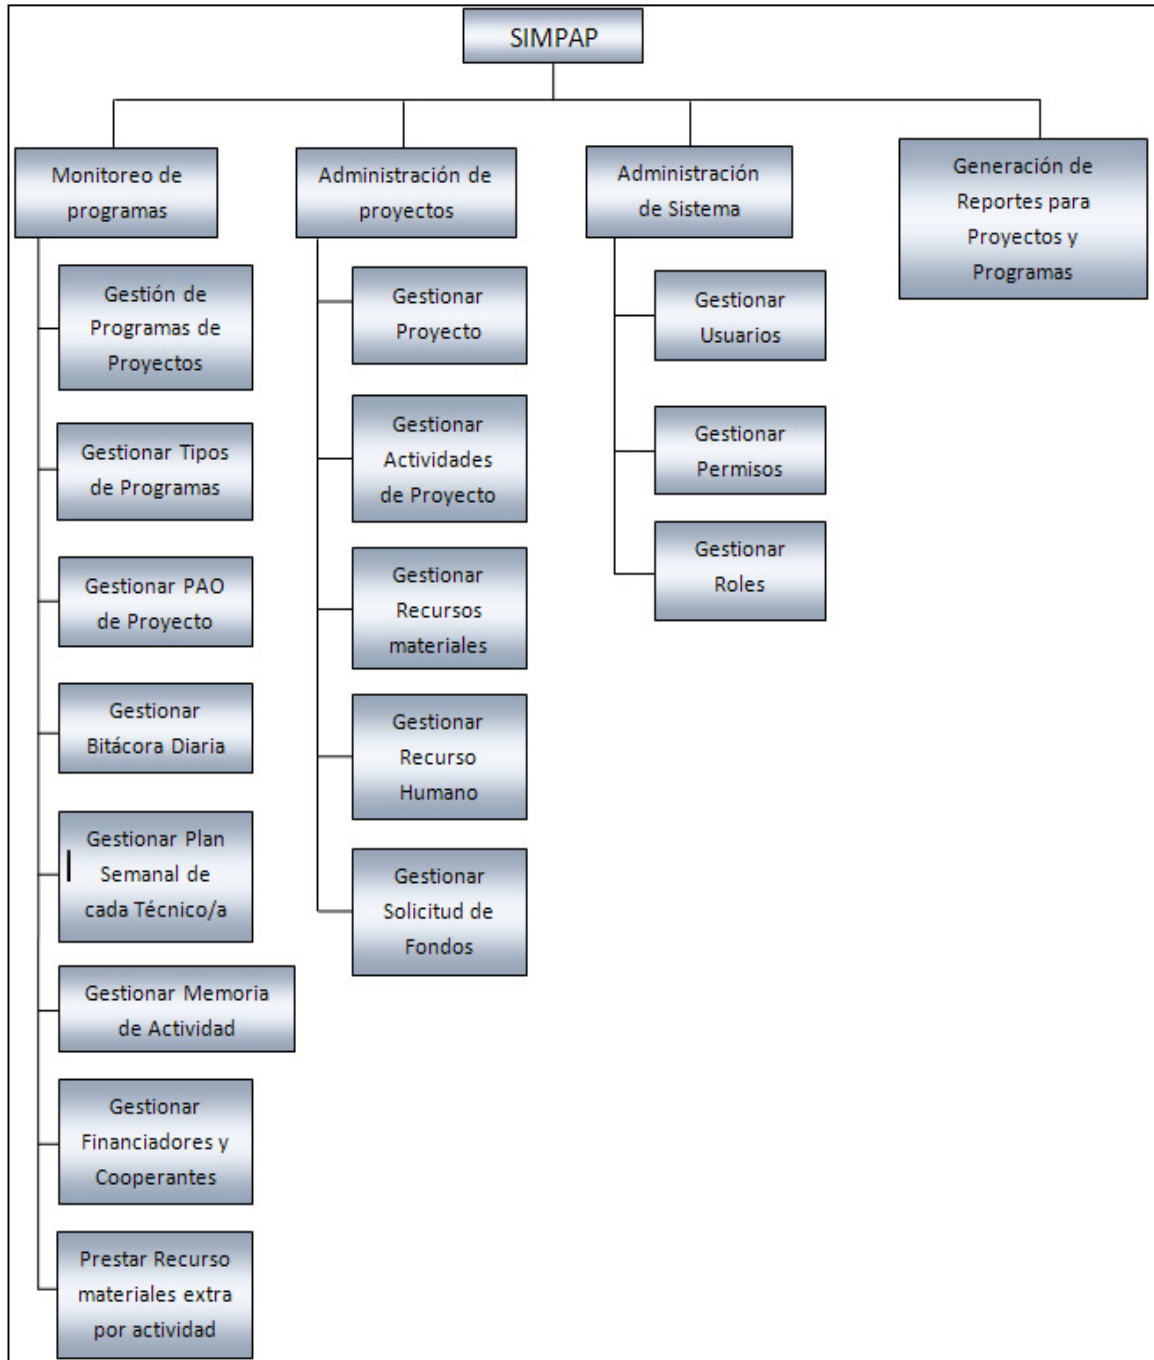 SIMPAP
Monitoreo de
programas
Gestión de
Programas de
Proyectos
Gestionar Tipos
de Programas
Gestionar PAO
de Proyecto
Gestionar
Bitácora Diaria
Gestionar Plan
Semanal de
cada Técnico/a
Gestionar Memoria
de Actividad
Gestionar
Financiadores y
Cooperantes
Prestar Recurso
materiales extra
por actividad
Administración de
proyectos
Gestionar
Proyecto
Gestionar
Actividades
de Proyecto
Gestionar
Recursos
materiales
Gestionar
Recurso
Humano
Gestionar
Solicitud de
Fondos
Administración
de Sistema
Gestionar
Usuarios
Gestionar
Permisos
Gestionar
Roles
Generación de
Reportes para
Proyectos y
Programas